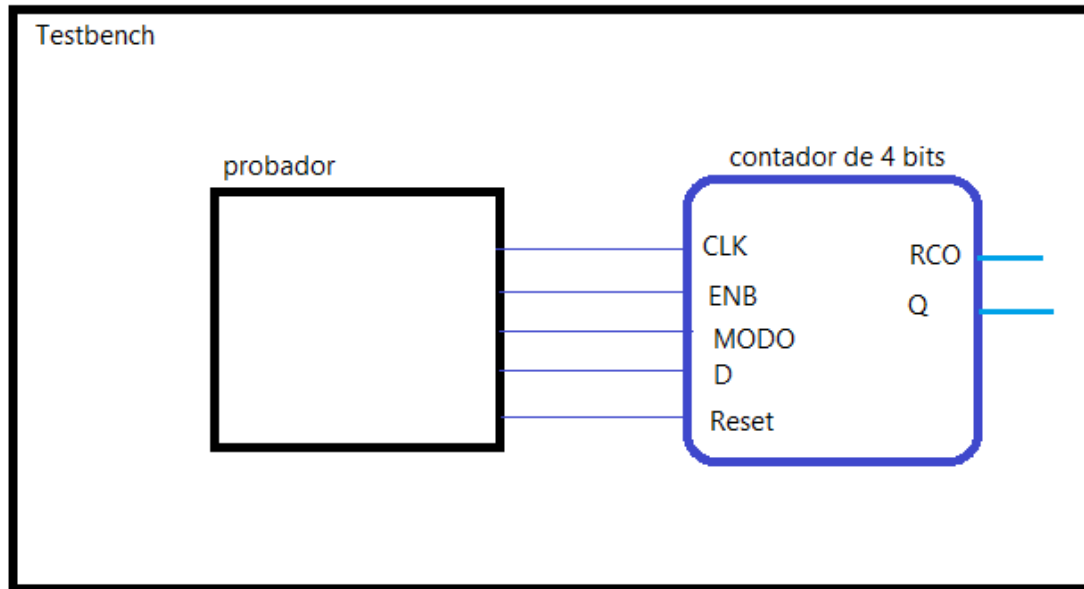 Testbench
probador
contador de 4 bits
CLK
RCO
ENB
Q
MODO
D
Reset